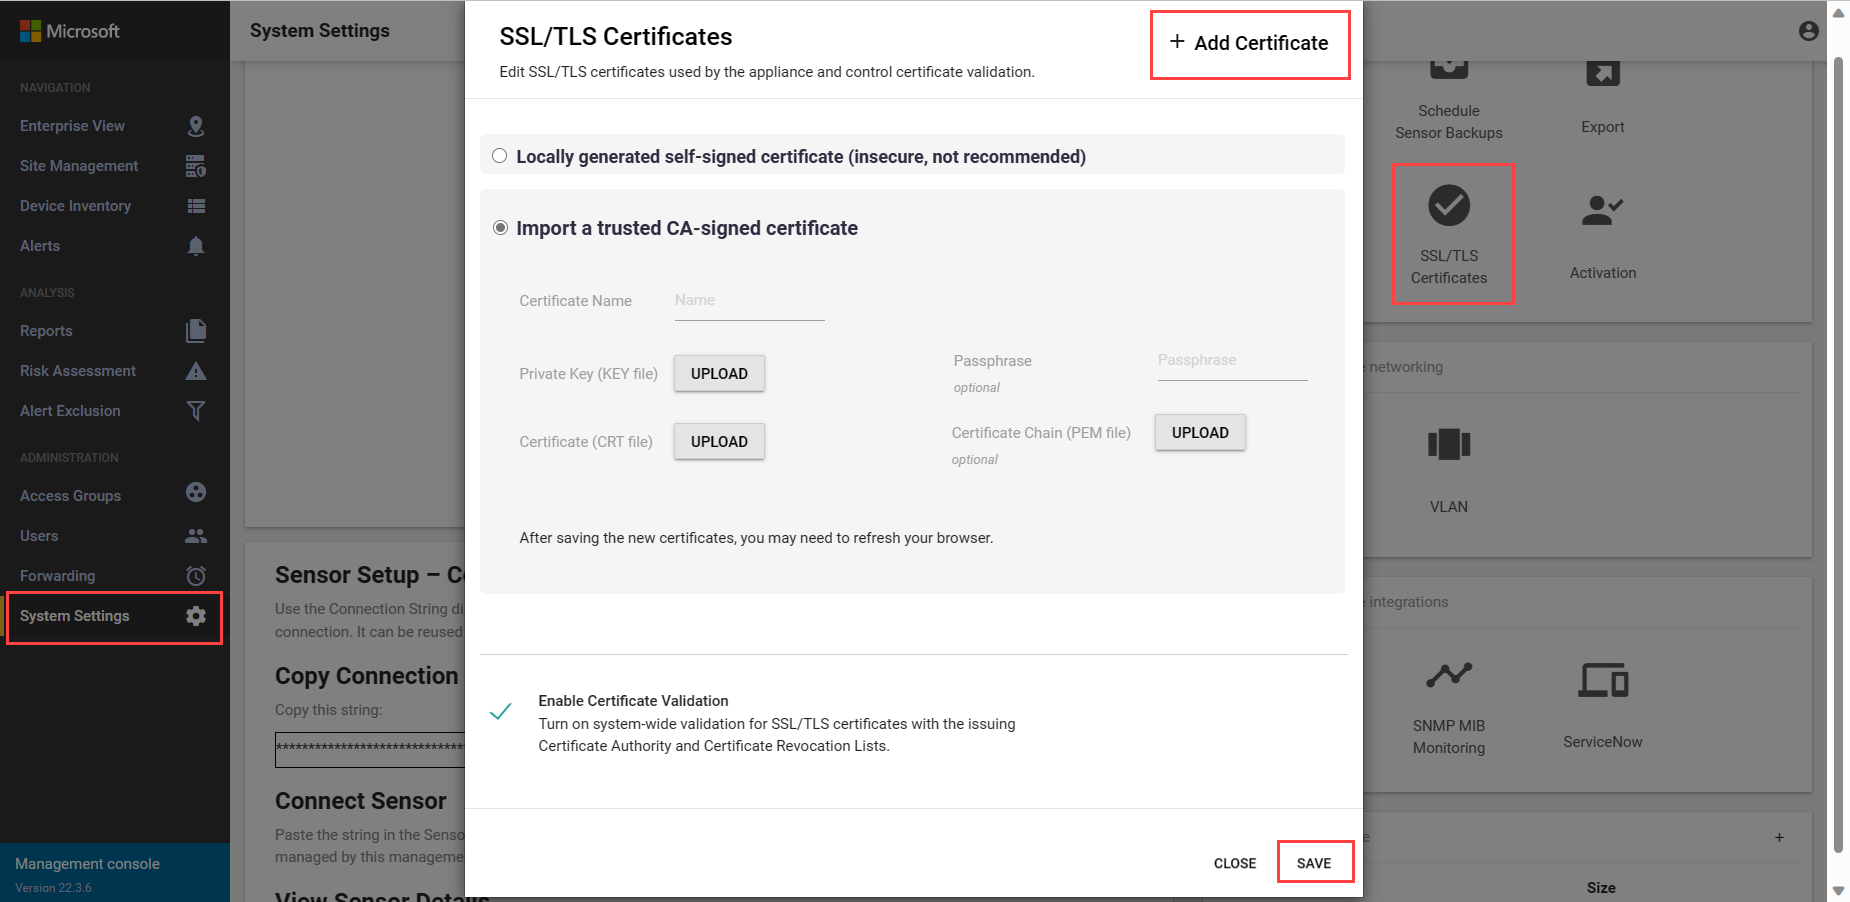 Microsoft
NAVIGATION
Enterprise View
Site Management
Device Inventory
Alerts
ANALYSIS
Reports
Risk Assessment
Alert Exclusion
ADMINISTRATION
Access Groups
Users
Forwarding
System Settings
Management console
Version 22.3.6
System Settings
Sensor Setup – Co
Use the Connection String di
connection. It can be reused
Copy Connection
Copy this string:
******************************
Connect Sensor
Paste the string in the Senso
managed by this manageme
View Sensor Details
SSL/TLS Certificates
+ Add Certificate
Edit SSL/TLS certificates used by the appliance and control certificate validation.
Locally generated self-signed certificate (insecure, not recommended)
Import a trusted CA-signed certificate
Certificate Name
Name
Private Key (KEY file)
UPLOAD
Passphrase
optional
Passphrase
Certificate (CRT file)
UPLOAD
Certificate Chain (PEM file)
optional
UPLOAD
After saving the new certificates, you may need to refresh your browser.
Enable Certificate Validation
Turn on system-wide validation for SSL/TLS certificates with the issuing
Certificate Authority and Certificate Revocation Lists.
CLOSE
SAVE
Schedule
Sensor Backups
Export
SSL/TLS
Certificates
Activation
e networking
VLAN
e integrations
SNMP MIB
Monitoring
ServiceNow
e
+
Size